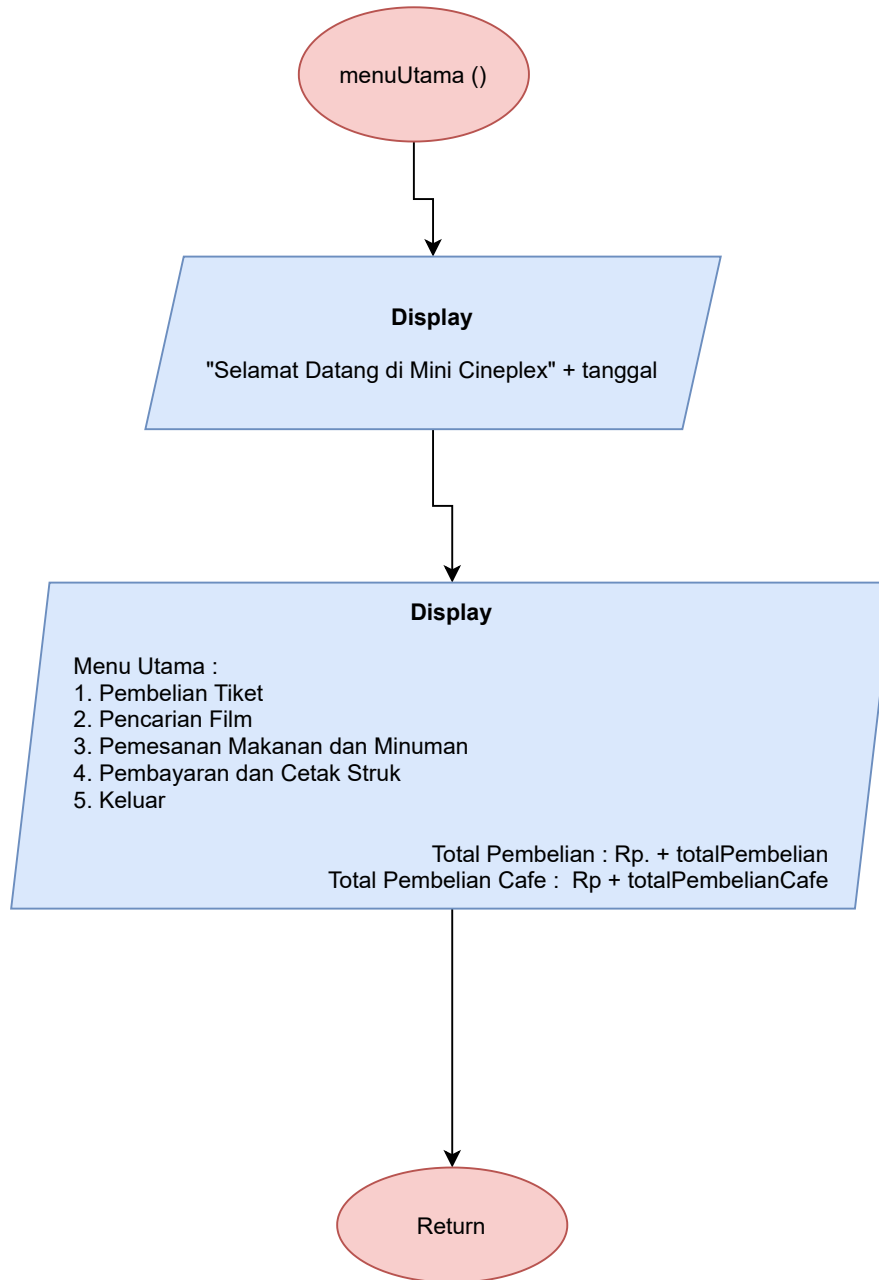 menuUtama ()
Display
"Selamat Datang di Mini Cineplex" + tanggal
Display
Menu Utama :
1. Pembelian Tiket
2. Pencarian Film
3. Pemesanan Makanan dan Minuman
4. Pembayaran dan Cetak Struk
5. Keluar
Total Pembelian : Rp. + totalPembelian
Total Pembelian Cafe :  Rp + totalPembelianCafe
Return